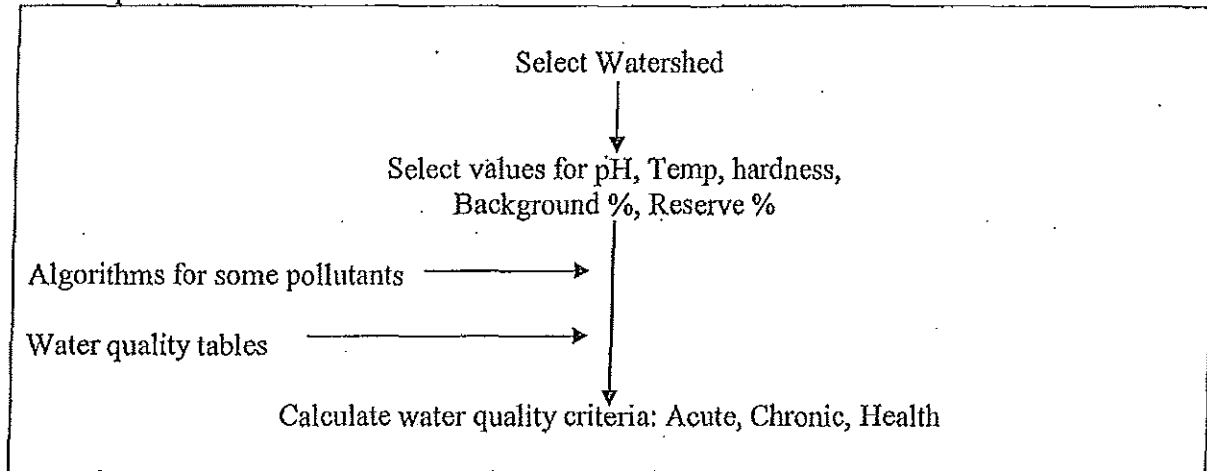 Select Watershed
Select values for pH, Temp, hardness,
Background %, Reserve %
Algorithms for some pollutants
Water quality tables
Calculate water quality criteria: Acute, Chronic, Health